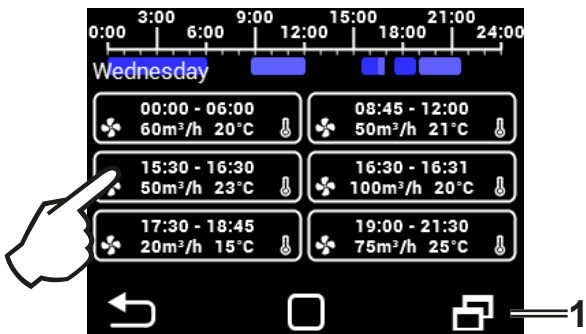 3:00 9:00 15:00 21:00
0:00 6:00 12:00 18:00 24:00
Wednesday
00:00 - 06:00
60m³/h 20°C
08:45 - 12:00
50m³/h 21°C
15:30 - 16:30
50m³/h 23°C
16:30 - 16:31
100m³/h 20°C
17:30 - 18:45
20m³/h 15°C
19:00 - 21:30
75m³/h 25°C
1